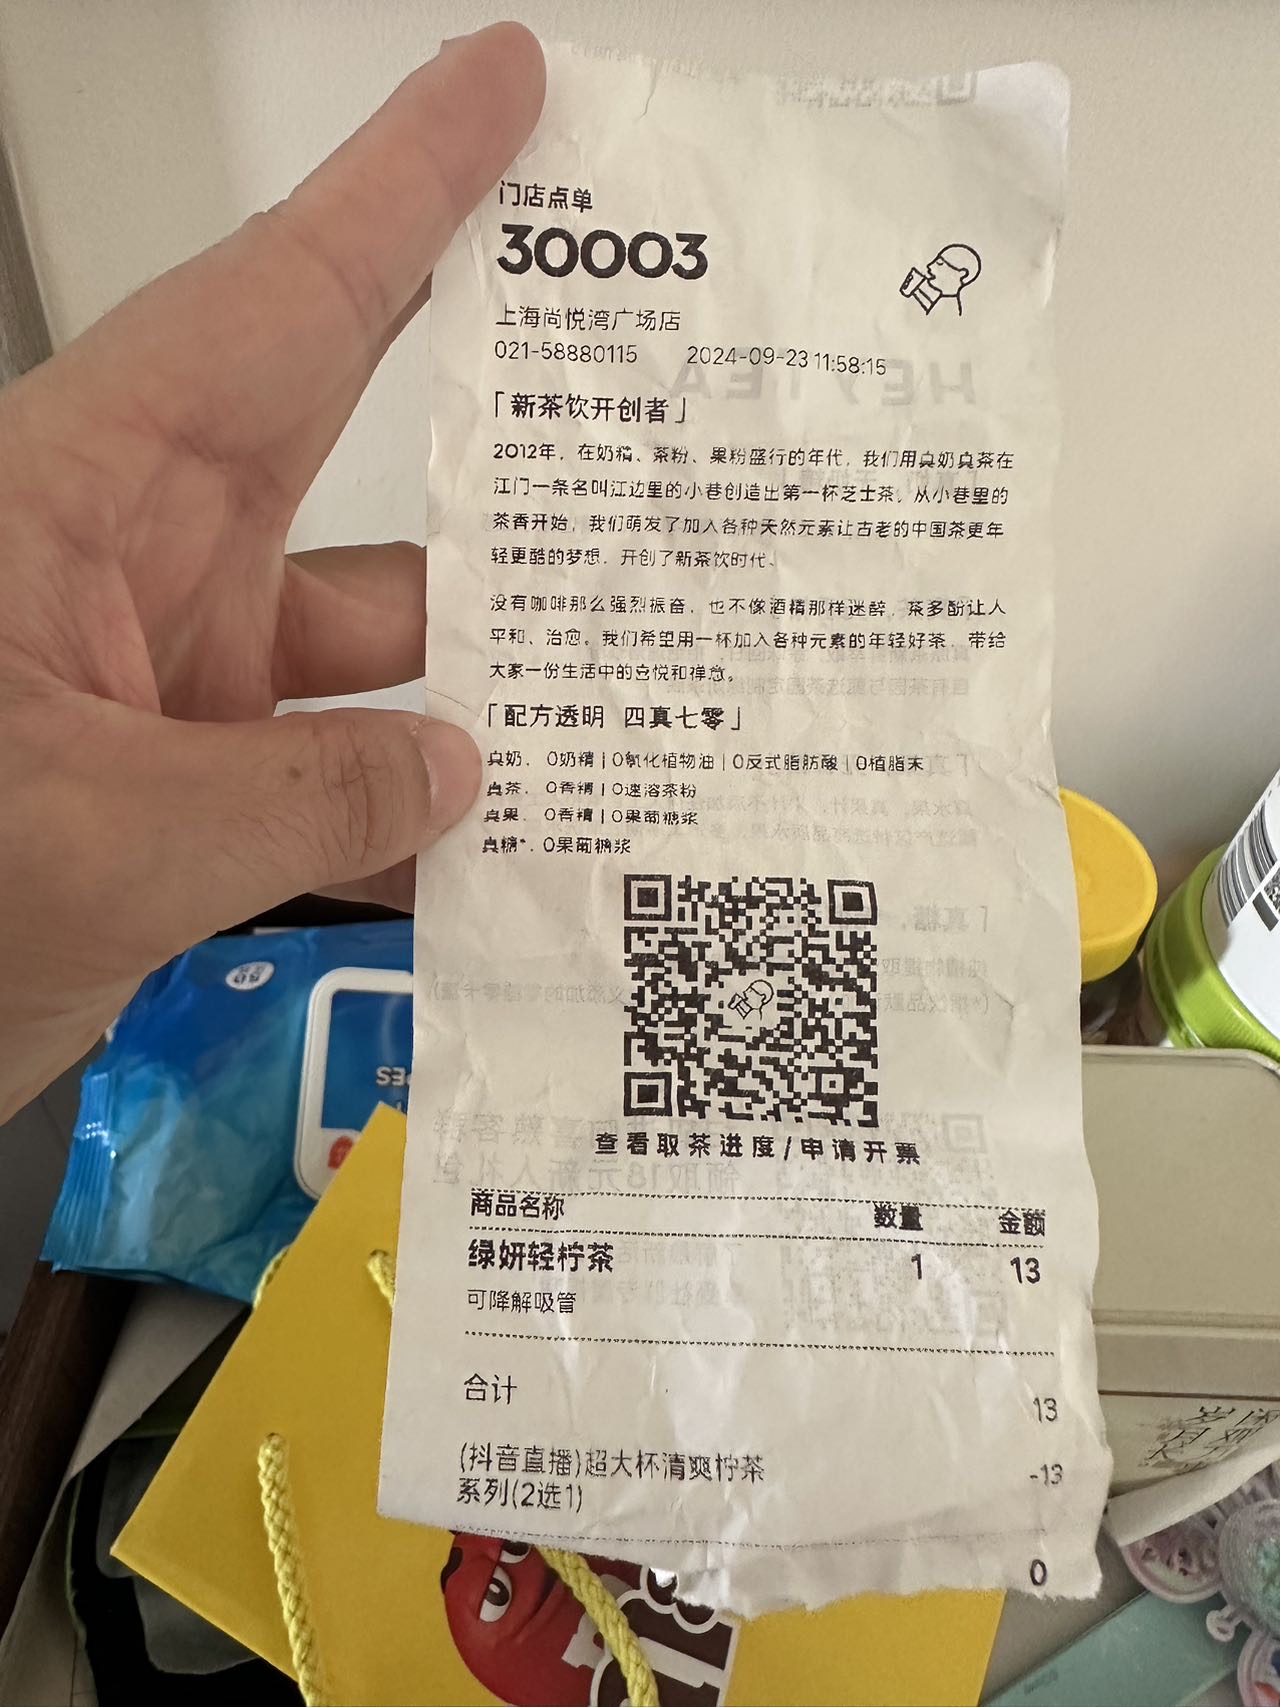 门店点单
30003
上海尚悦湾广场店
021-58880115 2024-09-23 11:58:15
「新茶饮开创者」
2012年，在奶精、茶粉、果粉盛行的年代，我们用真奶真茶在
江门一条名叫江边里的小巷创造出第一杯芝士茶，从小巷里的
茶香开始，我们萌发了加入各种天然元素让古老的中国茶更年
轻更酷的梦想，开创了新茶饮时代、
没有咖啡那么强烈振奋，也不像酒精那样迷醉，茶多酚让人
平和、治愈。我们希望用一杯加入各种元素的年轻好茶，带给
大家一份生活中的喜悦和禅意。
「配方透明 四真七零」
真奶，0奶精|0氢化植物油|0反式脂肪酸|0植脂末
真茶，0香精|0速溶茶粉
真果，0香精|0果葡糖浆
真糖*，0果葡糖浆
查看取茶进度/申请开票
商品名称 数量 金额
绿妍轻柠茶 1 13
可降解吸管
合计 13
(抖音直播)超大杯清爽柠茶 -13
系列(2选1)
0